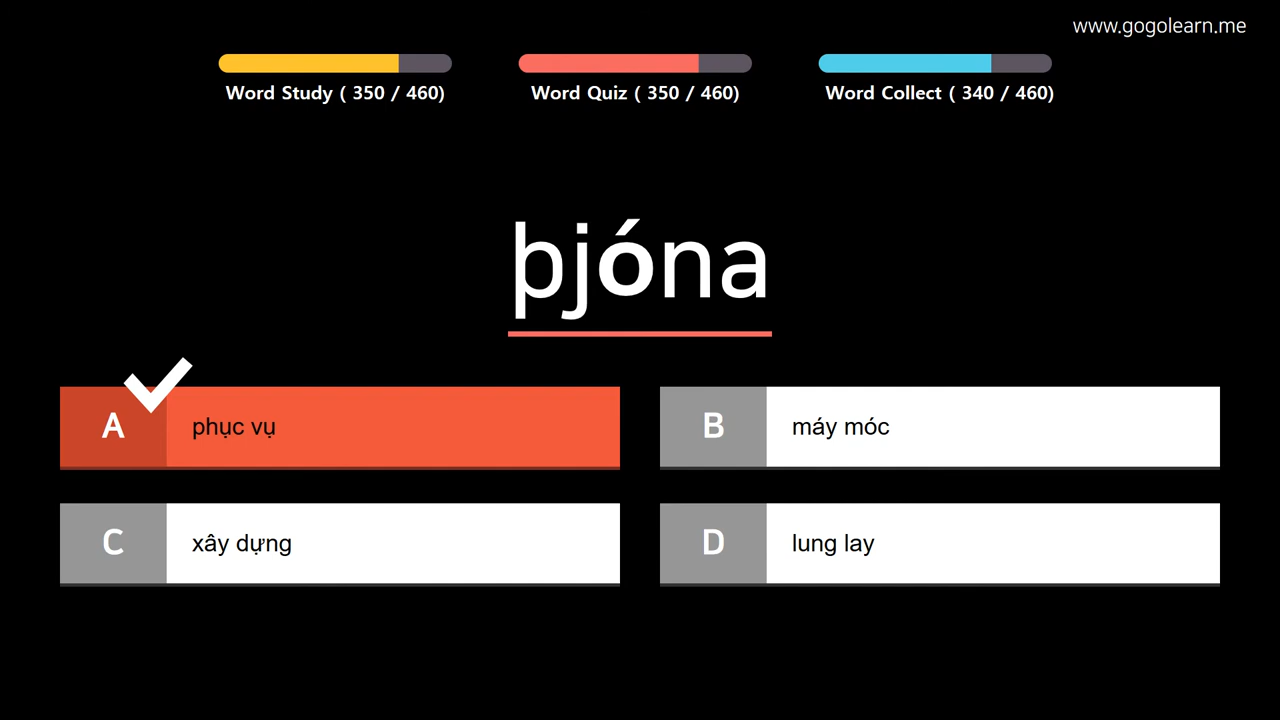 www.gogolearn.me
Word Study ( 350 / 460)
Word Quiz ( 350 / 460)
Word Collect ( 340 / 460)
þjóna
A phục vụ
B máy móc
C xây dựng
D lung lay